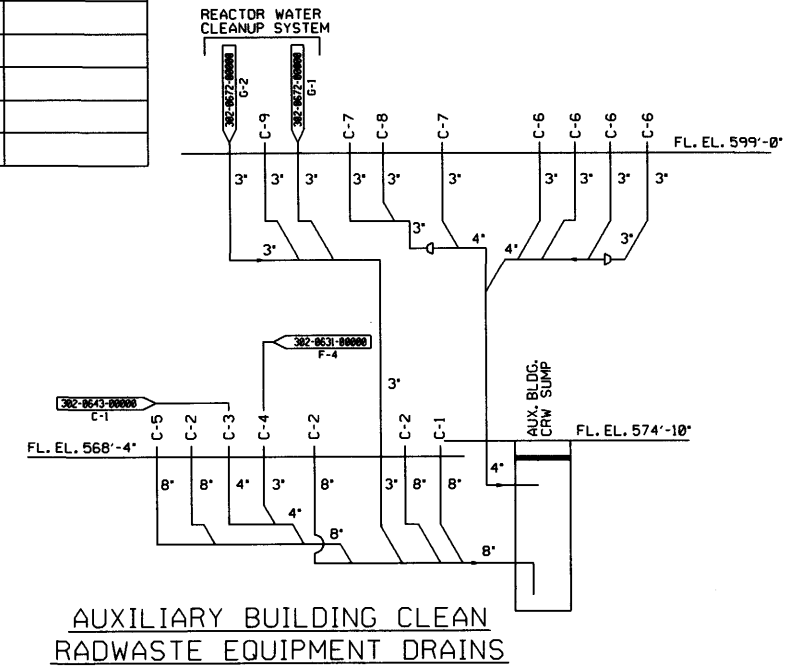 REACTOR WATER
CLEANUP SYSTEM
302-0672-00000
G-2
302-0672-00000
G-1
C-9
C-7
C-8
C-7
C-6
C-6
C-6
C-6
FL. EL. 599'-0"
3" 3" 3" 3" 3" 3" 3" 3" 3" 3"
3" 3" 4" 4" 3"
302-0631-00000
F-4
302-0643-00000
C-1
3"
AUX. BLDG.
CRW SUMP
C-5
C-2
C-3
C-4
C-2
C-2
C-1
FL. EL. 568'-4"
FL. EL. 574'-10"
8" 8" 4" 3" 8" 3" 8" 8" 4"
4"
8"
8"
AUXILIARY BUILDING CLEAN
RADWASTE EQUIPMENT DRAINS